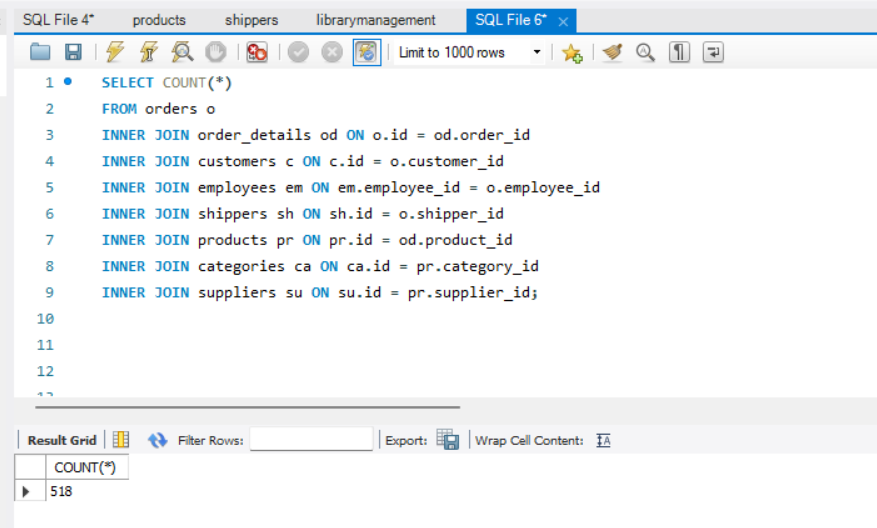 SQL File 4* products shippers librarymanagement SQL File 6* ×
Limit to 1000 rows
1 SELECT COUNT(*)
2 FROM orders o
3 INNER JOIN order_details od ON o.id = od.order_id
4 INNER JOIN customers c ON c.id = o.customer_id
5 INNER JOIN employees em ON em.employee_id = o.employee_id
6 INNER JOIN shippers sh ON sh.id = o.shipper_id
7 INNER JOIN products pr ON pr.id = od.product_id
8 INNER JOIN categories ca ON ca.id = pr.category_id
9 INNER JOIN suppliers su ON su.id = pr.supplier_id;
10
11
12
Result Grid Filter Rows: Export: Wrap Cell Content:
COUNT(*)
518